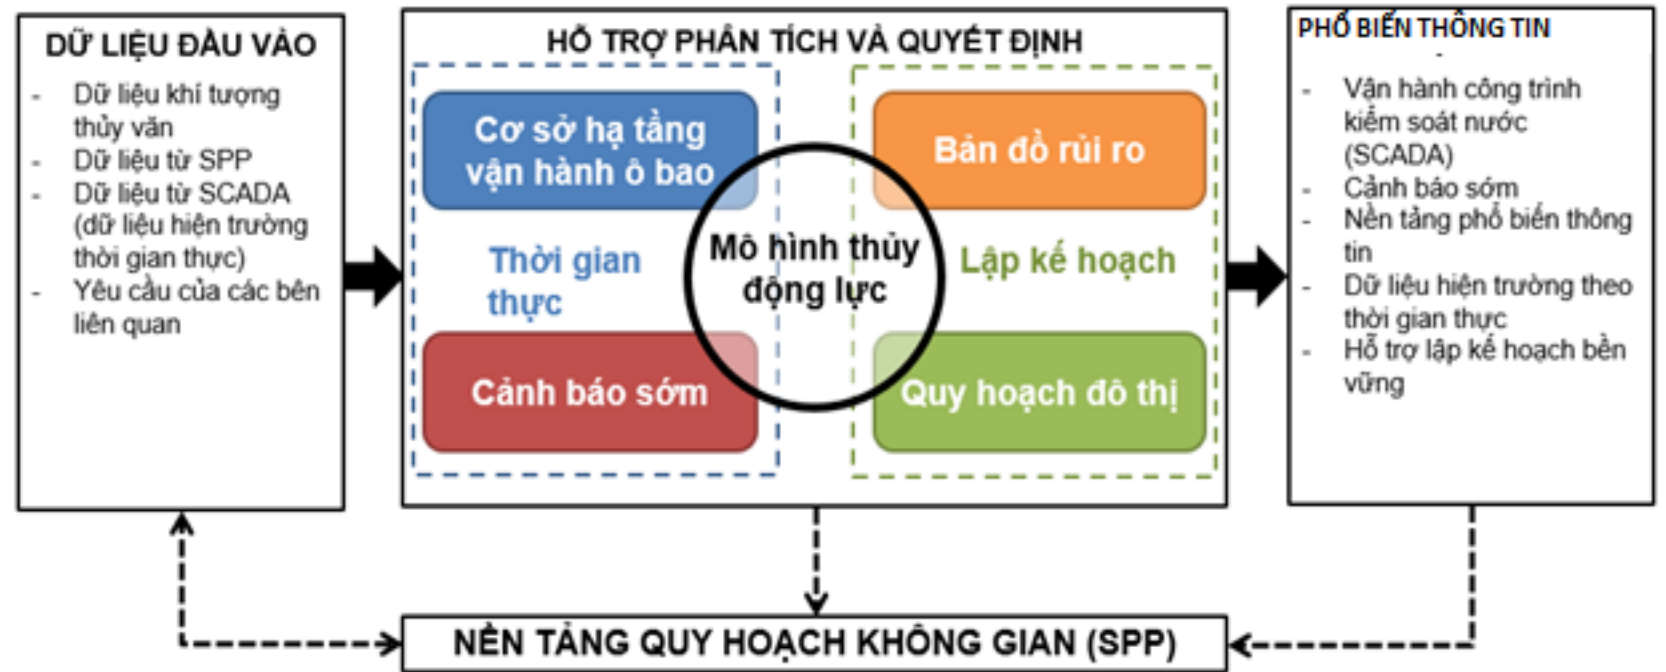 DỮ LIỆU ĐẦU VÀO
- Dữ liệu khí tượng
thủy văn
- Dữ liệu từ SPP
- Dữ liệu từ SCADA
(dữ liệu hiện trường
thời gian thực)
- Yêu cầu của các bên
liên quan
HỖ TRỢ PHÂN TÍCH VÀ QUYẾT ĐỊNH
Cơ sở hạ tầng
vận hành ô bao
Bản đồ rủi ro
Thời gian
thực
Mô hình thủy
động lực
Lập kế hoạch
Cảnh báo sớm
Quy hoạch đô thị
PHỔ BIẾN THÔNG TIN
- Vận hành công trình
kiểm soát nước
(SCADA)
- Cảnh báo sớm
- Nền tảng phổ biến thông
tin
- Dữ liệu hiện trường theo
thời gian thực
- Hỗ trợ lập kế hoạch bền
vững
NỀN TẢNG QUY HOẠCH KHÔNG GIAN (SPP)